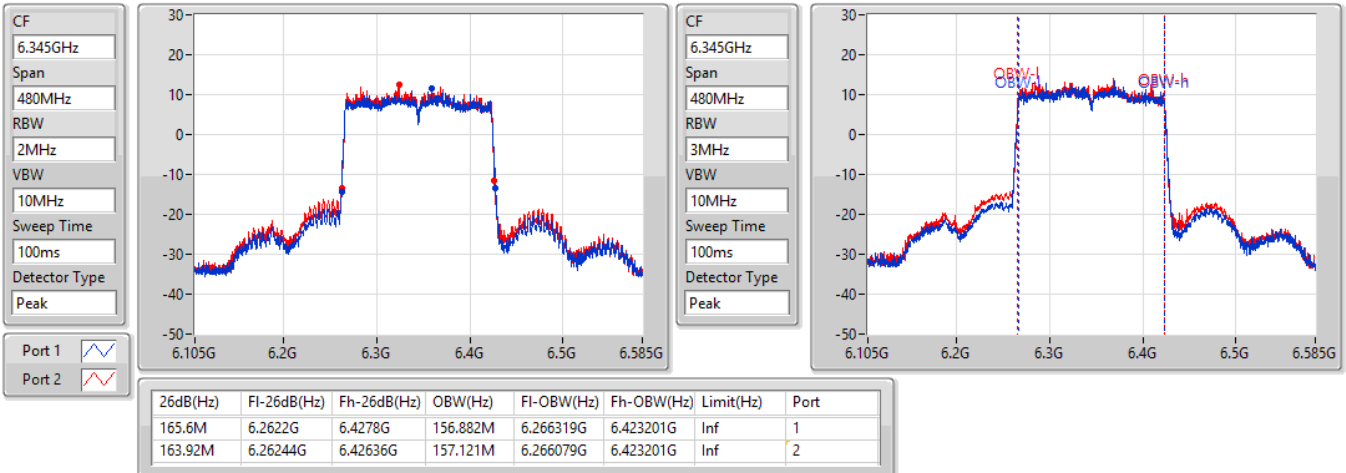 CF
6.345GHz
Span
480MHz
RBW
2MHz
VBW
10MHz
Sweep Time
100ms
Detector Type
Peak
30
20
10
0
-10
-20
-30
-40
-50
6.105G 6.2G 6.3G 6.4G 6.5G 6.585G
CF
6.345GHz
Span
480MHz
RBW
3MHz
VBW
10MHz
Sweep Time
100ms
Detector Type
Peak
30
20
10
0
-10
-20
-30
-40
-50
OBW-l OBW-h
OBW-l OBW-h
6.105G 6.2G 6.3G 6.4G 6.5G 6.585G
Port 1
Port 2
26dB(Hz) Fl-26dB(Hz) Fh-26dB(Hz) OBW(Hz) Fl-OBW(Hz) Fh-OBW(Hz) Limit(Hz) Port
165.6M 6.2622G 6.4278G 156.882M 6.266319G 6.423201G Inf 1
163.92M 6.26244G 6.42636G 157.121M 6.266079G 6.423201G Inf 2